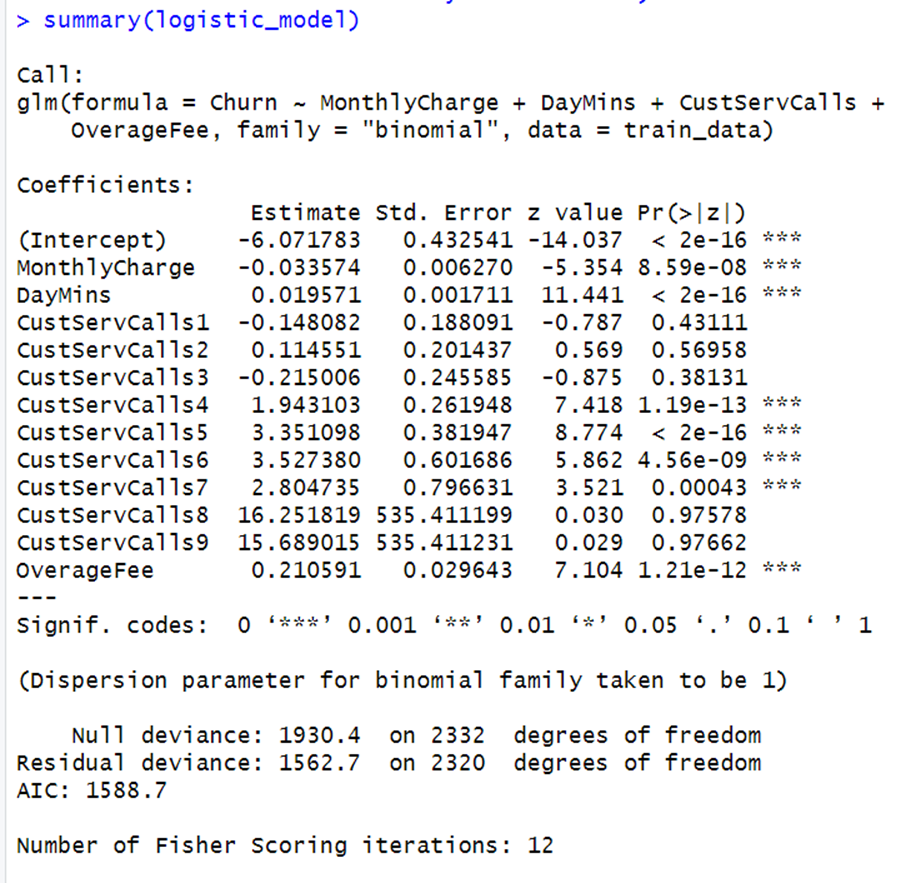 > summary(logistic_model)
Call:
glm(formula = Churn ~ MonthlyCharge + DayMins + CustServCalls +
    OverageFee, family = "binomial", data = train_data)
Coefficients:
                Estimate Std. Error z value Pr(>|z|)
(Intercept)    -6.071783   0.432541 -14.037  < 2e-16 ***
MonthlyCharge  -0.033574   0.006270  -5.354 8.59e-08 ***
DayMins         0.019571   0.001711  11.441  < 2e-16 ***
CustServCalls1 -0.148082   0.188091  -0.787  0.43111
CustServCalls2  0.114551   0.201437   0.569  0.56958
CustServCalls3 -0.215006   0.245585  -0.875  0.38131
CustServCalls4  1.943103   0.261948   7.418 1.19e-13 ***
CustServCalls5  3.351098   0.381947   8.774  < 2e-16 ***
CustServCalls6  3.527380   0.601686   5.862 4.56e-09 ***
CustServCalls7  2.804735   0.796631   3.521  0.00043 ***
CustServCalls8 16.251819 535.411199   0.030  0.97578
CustServCalls9 15.689015 535.411231   0.029  0.97662
OverageFee      0.210591   0.029643   7.104 1.21e-12 ***
---
Signif. codes:  0 ‘***’ 0.001 ‘**’ 0.01 ‘*’ 0.05 ‘.’ 0.1 ‘ ’ 1
(Dispersion parameter for binomial family taken to be 1)
    Null deviance: 1930.4  on 2332  degrees of freedom
Residual deviance: 1562.7  on 2320  degrees of freedom
AIC: 1588.7
Number of Fisher Scoring iterations: 12